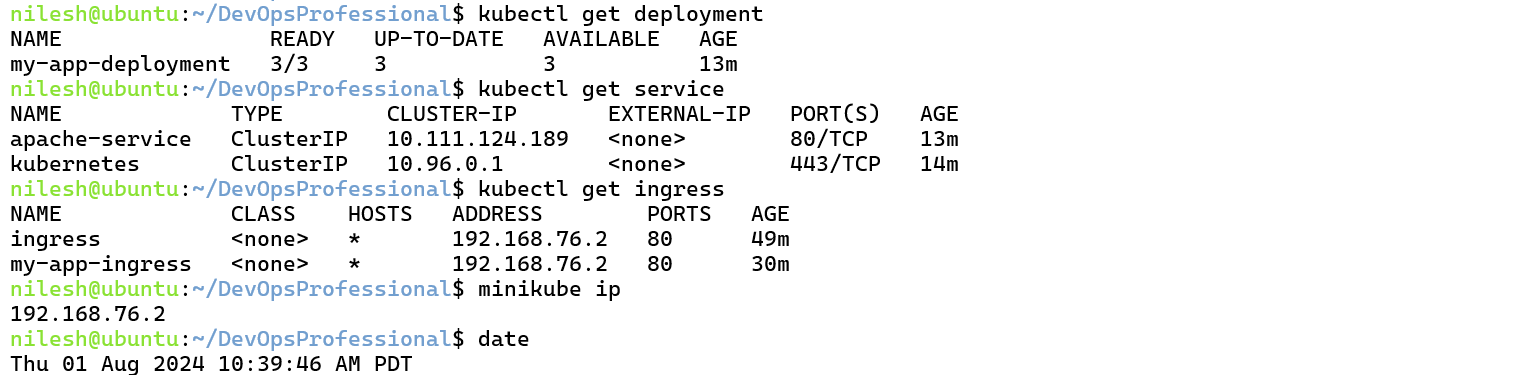 nilesh@ubuntu:~/DevOpsProfessional$ kubectl get deployment
NAME                READY   UP-TO-DATE   AVAILABLE   AGE
my-app-deployment   3/3     3            3           13m
nilesh@ubuntu:~/DevOpsProfessional$ kubectl get service
NAME             TYPE        CLUSTER-IP       EXTERNAL-IP   PORT(S)   AGE
apache-service   ClusterIP   10.111.124.189   <none>        80/TCP    13m
kubernetes       ClusterIP   10.96.0.1        <none>        443/TCP   14m
nilesh@ubuntu:~/DevOpsProfessional$ kubectl get ingress
NAME             CLASS    HOSTS   ADDRESS        PORTS   AGE
ingress          <none>   *       192.168.76.2   80      49m
my-app-ingress   <none>   *       192.168.76.2   80      30m
nilesh@ubuntu:~/DevOpsProfessional$ minikube ip
192.168.76.2
nilesh@ubuntu:~/DevOpsProfessional$ date
Thu 01 Aug 2024 10:39:46 AM PDT